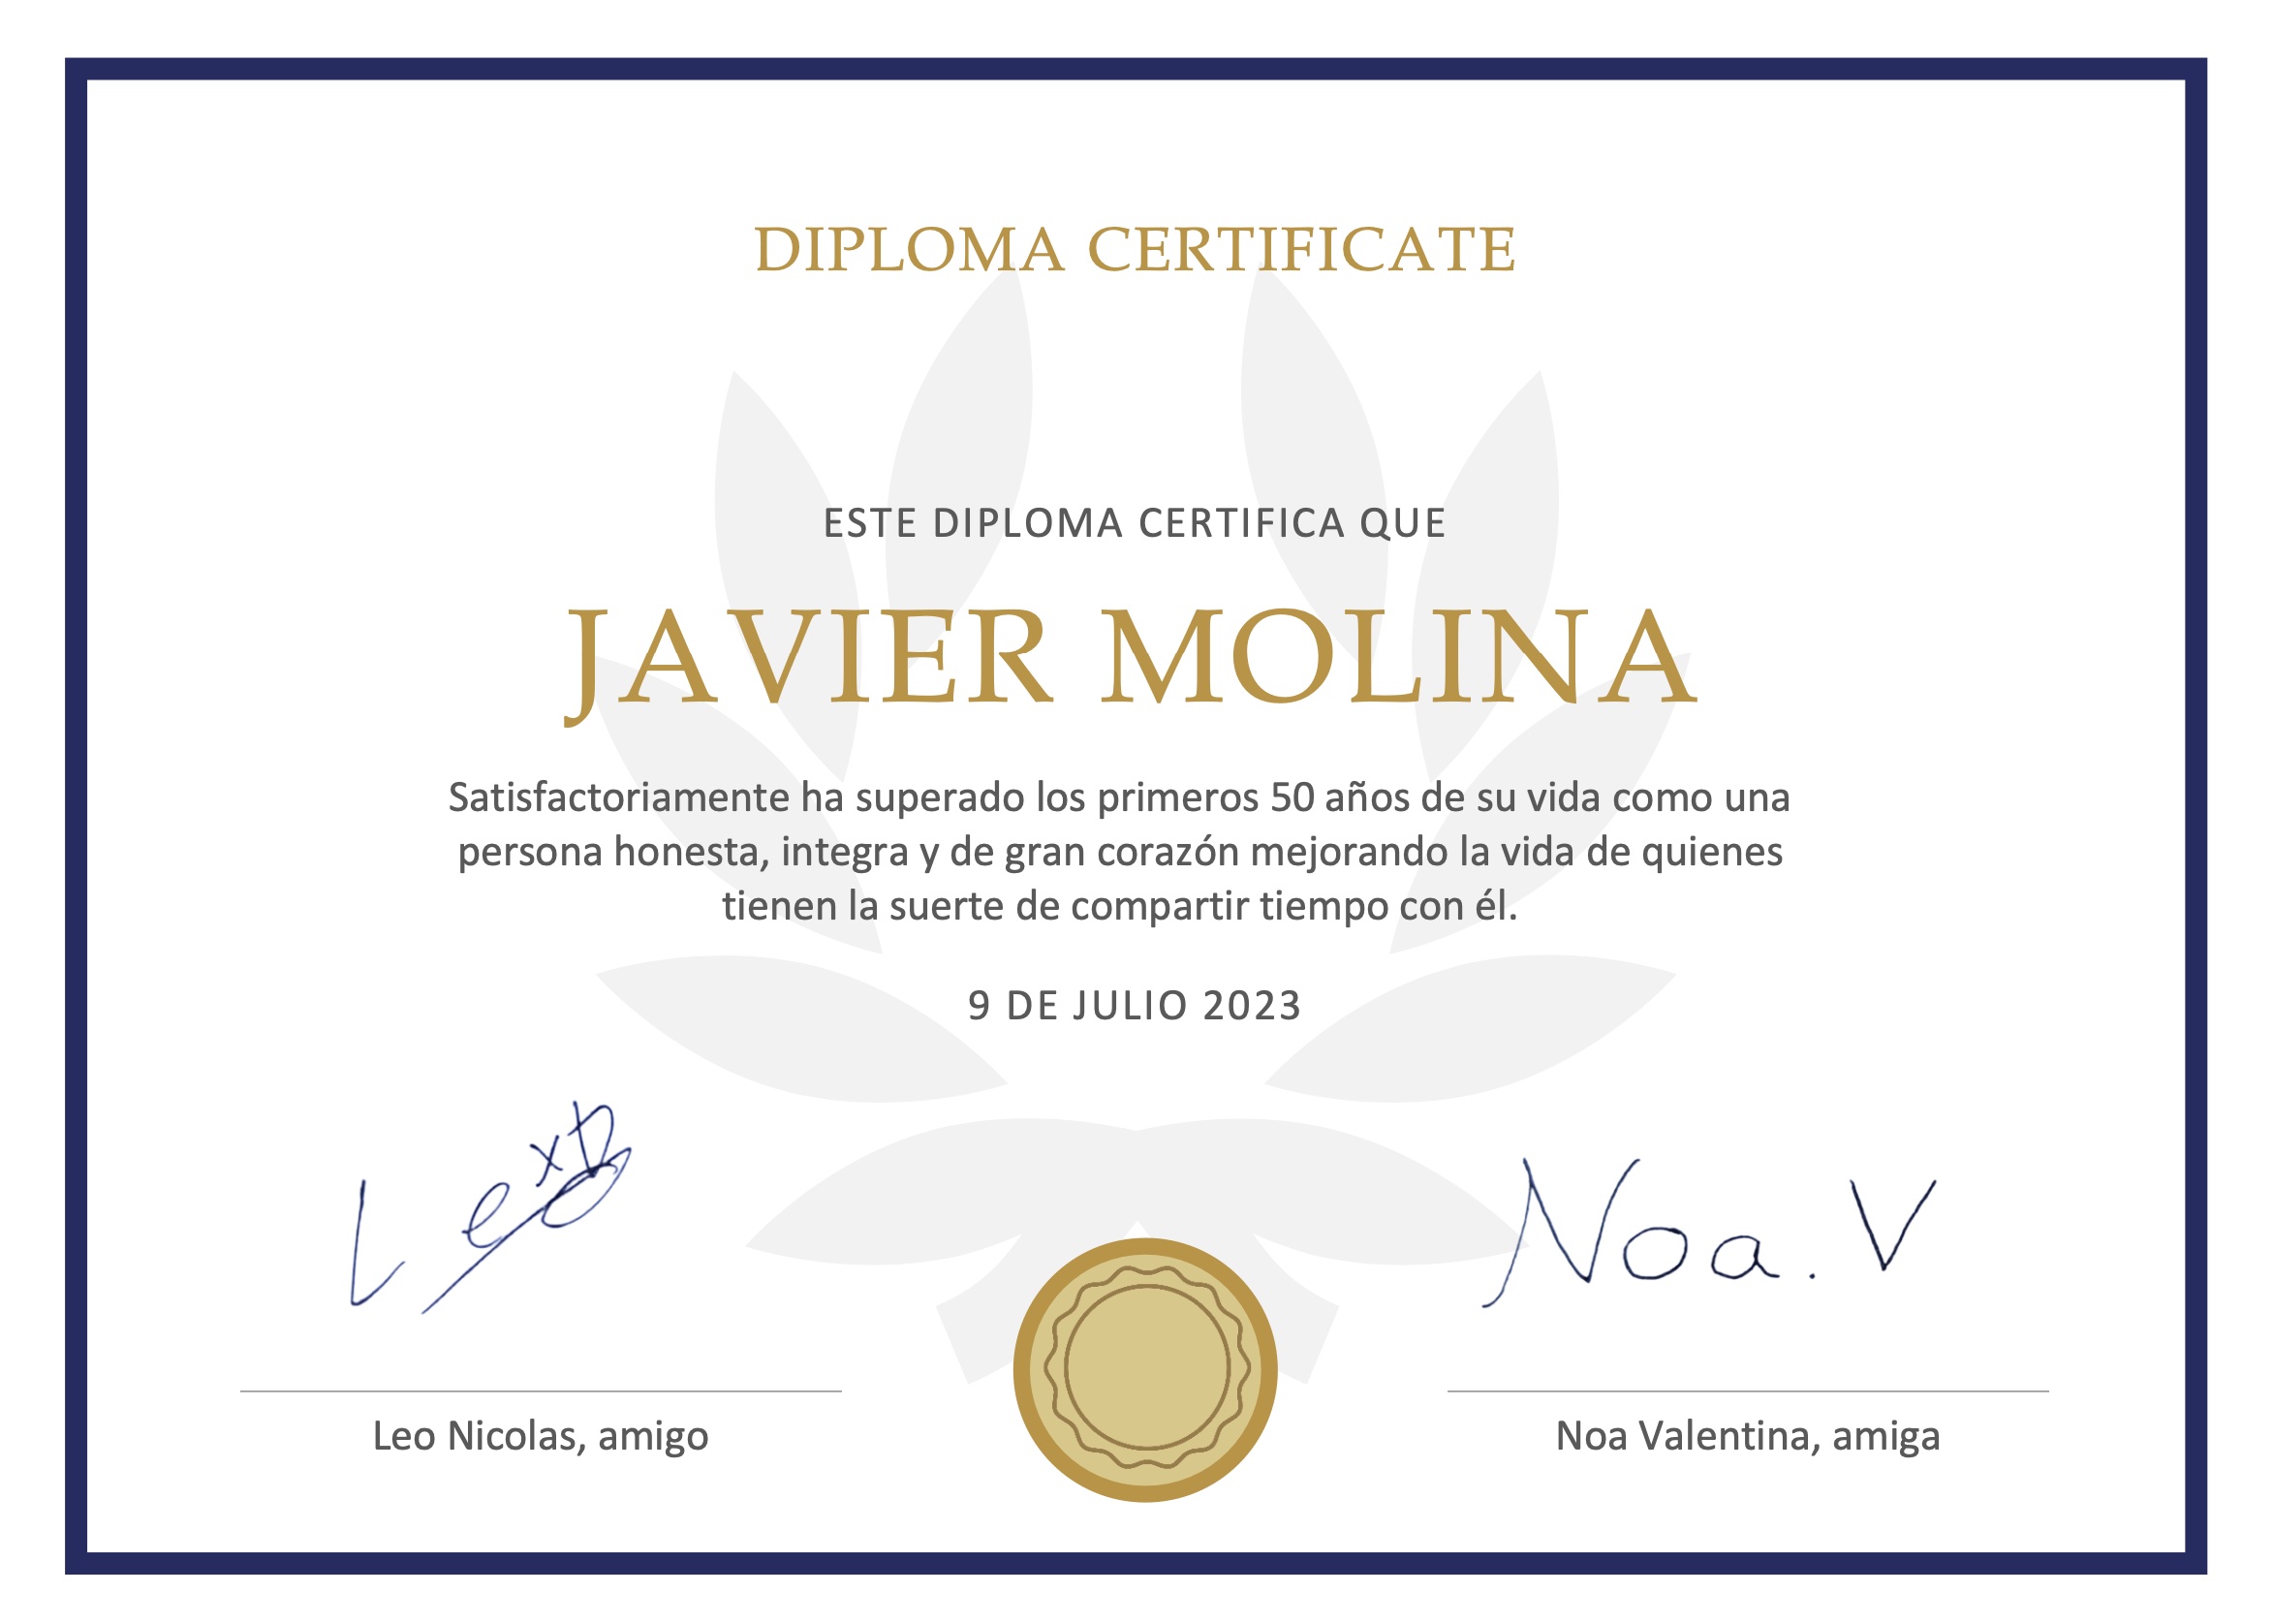 DIPLOMA CERTIFICATE
ESTE DIPLOMA CERTIFICA QUE
JAVIER MOLINA
Satisfactoriamente ha superado los primeros 50 años de su vida como una
persona honesta, integra y de gran corazón mejorando la vida de quienes
tienen la suerte de compartir tiempo con él.
9 DE JULIO 2023
Leo
Noa. V
Leo Nicolas, amigo
Noa Valentina, amiga